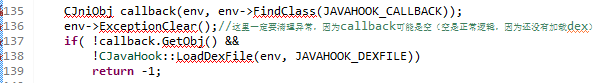 135 CJniObj callback(env, env->FindClass(JAVAHOOK_CALLBACK));
136 env->ExceptionClear();//这里一定要清理异常，因为callback可能是空（空是正常逻辑，因为还没有加载dex）
137 if( !callback.GetObj() &&
138 !CJavaHook::LoadDexFile(env, JAVAHOOK_DEXFILE))
139 return -1;